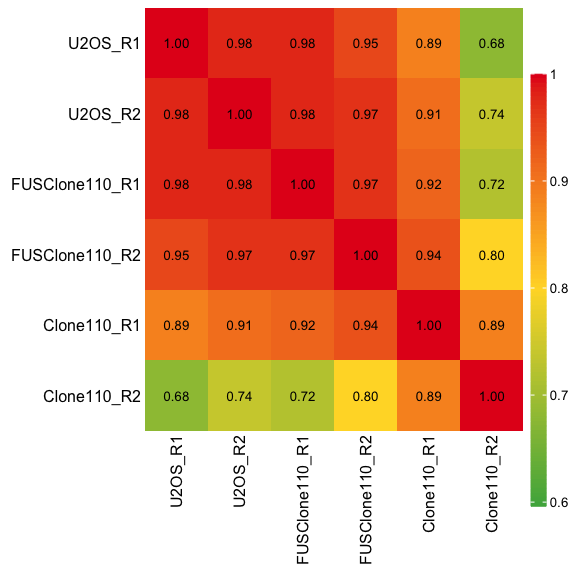 U2OS_R1 1.00 0.98 0.98 0.95 0.89 0.68
U2OS_R2 0.98 1.00 0.98 0.97 0.91 0.74
FUSClone110_R1 0.98 0.98 1.00 0.97 0.92 0.72
FUSClone110_R2 0.95 0.97 0.97 1.00 0.94 0.80
Clone110_R1 0.89 0.91 0.92 0.94 1.00 0.89
Clone110_R2 0.68 0.74 0.72 0.80 0.89 1.00
U2OS_R1 U2OS_R2 FUSClone110_R1 FUSClone110_R2 Clone110_R1 Clone110_R2
1
0.9
0.8
0.7
0.6